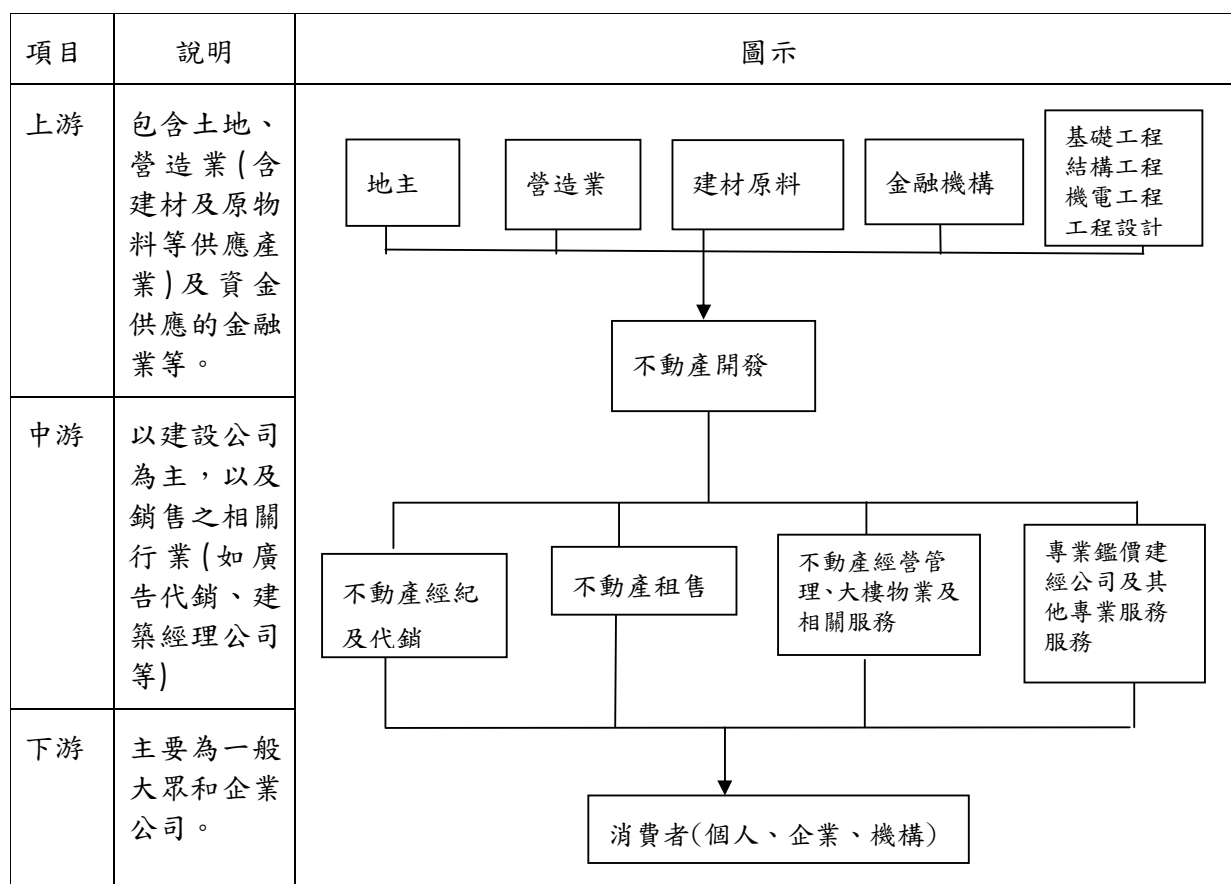 項目
說明
圖示
上游
包含土地、
營造業(含
建材及原物
料等供應產
業)及資金
供應的金融
業等。
地主
營造業
建材原料
金融機構
基礎工程
結構工程
機電工程
工程設計
不動產開發
中游
以建設公司
為主，以及
銷售之相關
行業(如廣
告代銷、建
築經理公司
等)
不動產經紀
及代銷
不動產租售
不動產經營管
理、大樓物業及
相關服務
專業鑑價建
經公司及其
他專業服務
服務
下游
主要為一般
大眾和企業
公司。
消費者(個人、企業、機構)